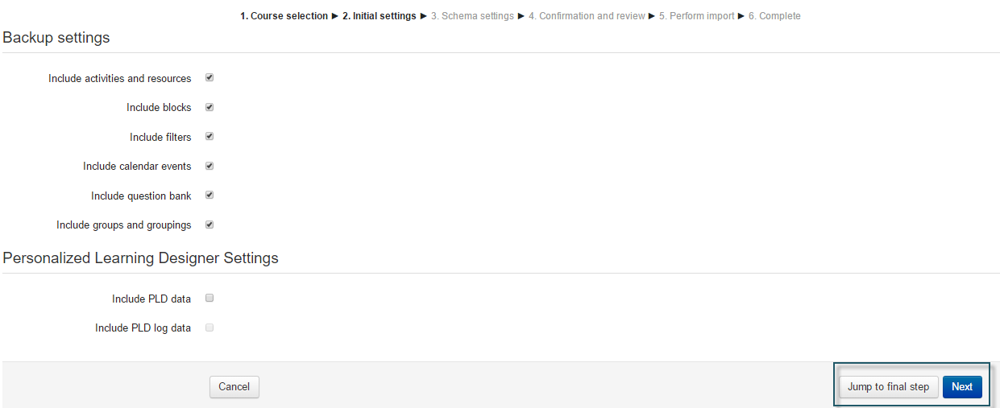 1. Course selection ► 2. Initial settings ► 3. Schema settings ► 4. Confirmation and review ► 5. Perform import ► 6. Complete
Backup settings
Include activities and resources
Include blocks
Include filters
Include calendar events
Include question bank
Include groups and groupings
Personalized Learning Designer Settings
Include PLD data
Include PLD log data
Cancel Jump to final step Next